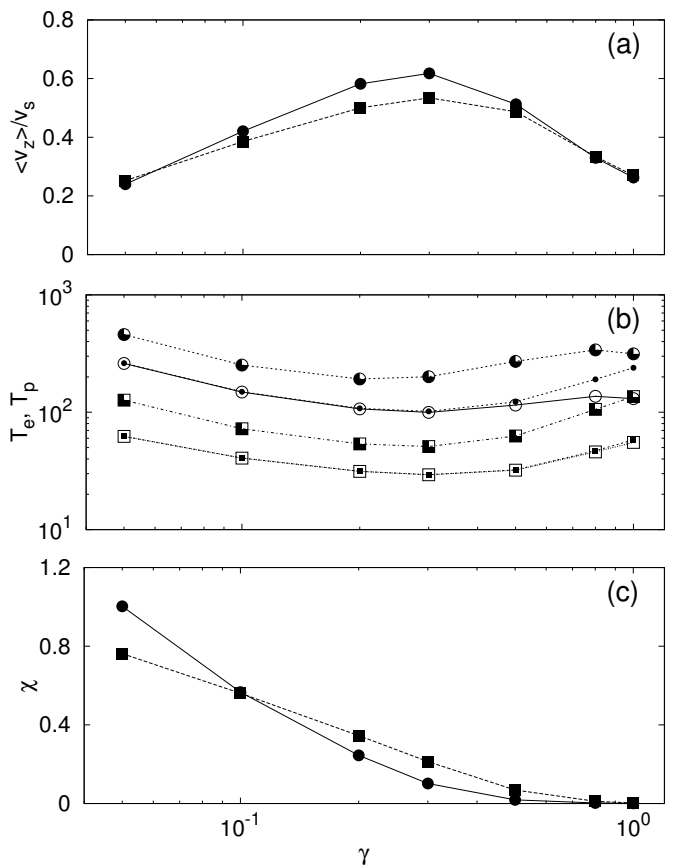 0.8
0.6
0.4
0.2
0
<v_z>/v_s
(a)
10^3
10^2
10^1
T_e, T_p
(b)
1.2
0.8
0.4
0
χ
(c)
10^-1
10^0
γ